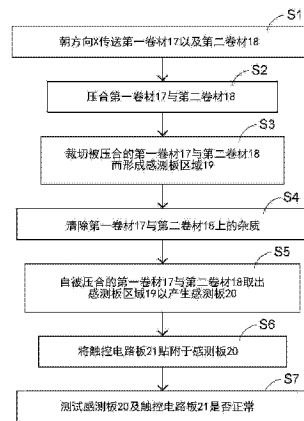 S1
朝方向X传送第一卷材17以及第二卷材18
S2
压合第一卷材17与第二卷材18
S3
裁切被压合的第一卷材17与第二卷材18
而形成感测板区域19
S4
清除第一卷材17与第二卷材18上的杂质
S5
自被压合的第一卷材17与第二卷材18取出
感测板区域19以产生感测板20
S6
将触控电路板21贴附于感测板20
S7
测试感测板20及触控电路板21是否正常